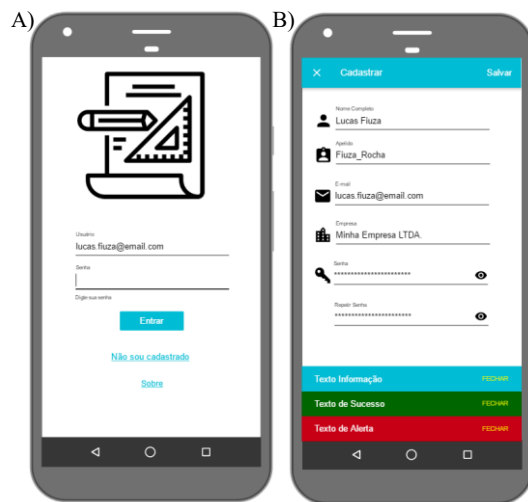 A)
Usuário
lucas.fiuza@email.com
Senha
Digite sua senha
Entrar
Não sou cadastrado
Sobre
B)
Cadastrar Salvar
Nome Completo
Lucas Fiuza
Apelido
Fiuza_Rocha
E-mail
lucas.fiuza@email.com
Empresa
Minha Empresa LTDA.
Senha
***********************
Repetir Senha
***********************
Texto Informação FECHAR
Texto de Sucesso FECHAR
Texto de Alerta FECHAR